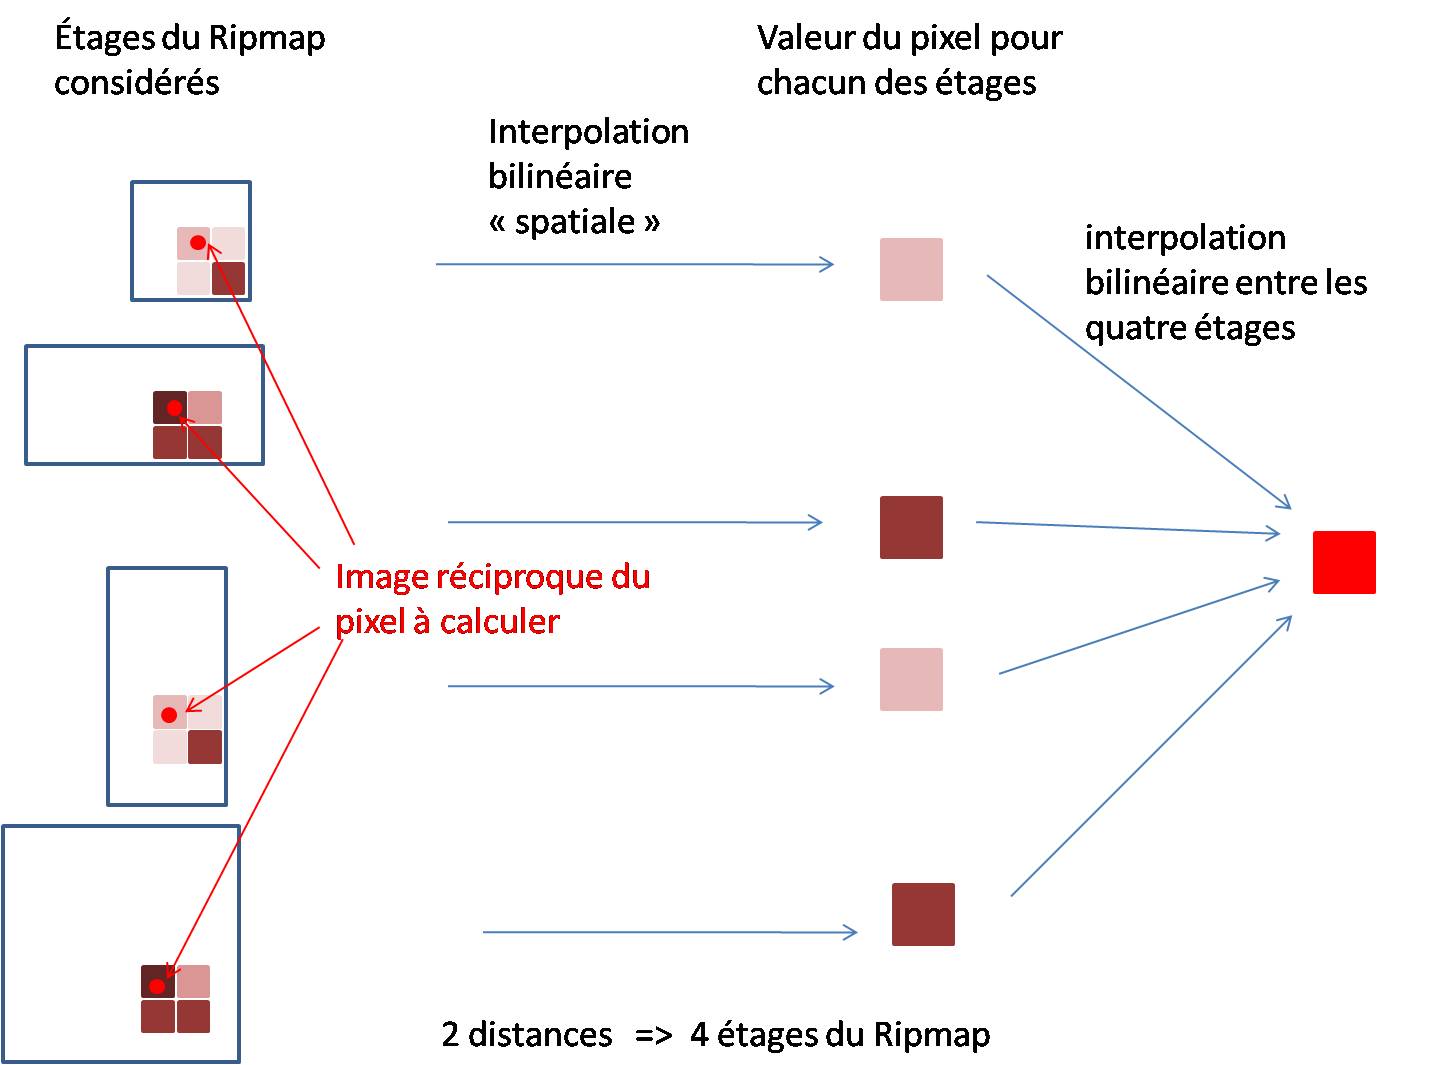 Étages du Ripmap
considérés
Valeur du pixel pour
chacun des étages
Interpolation
bilinéaire
« spatiale »
interpolation
bilinéaire entre les
quatre étages
Image réciproque du
pixel à calculer
2 distances => 4 étages du Ripmap